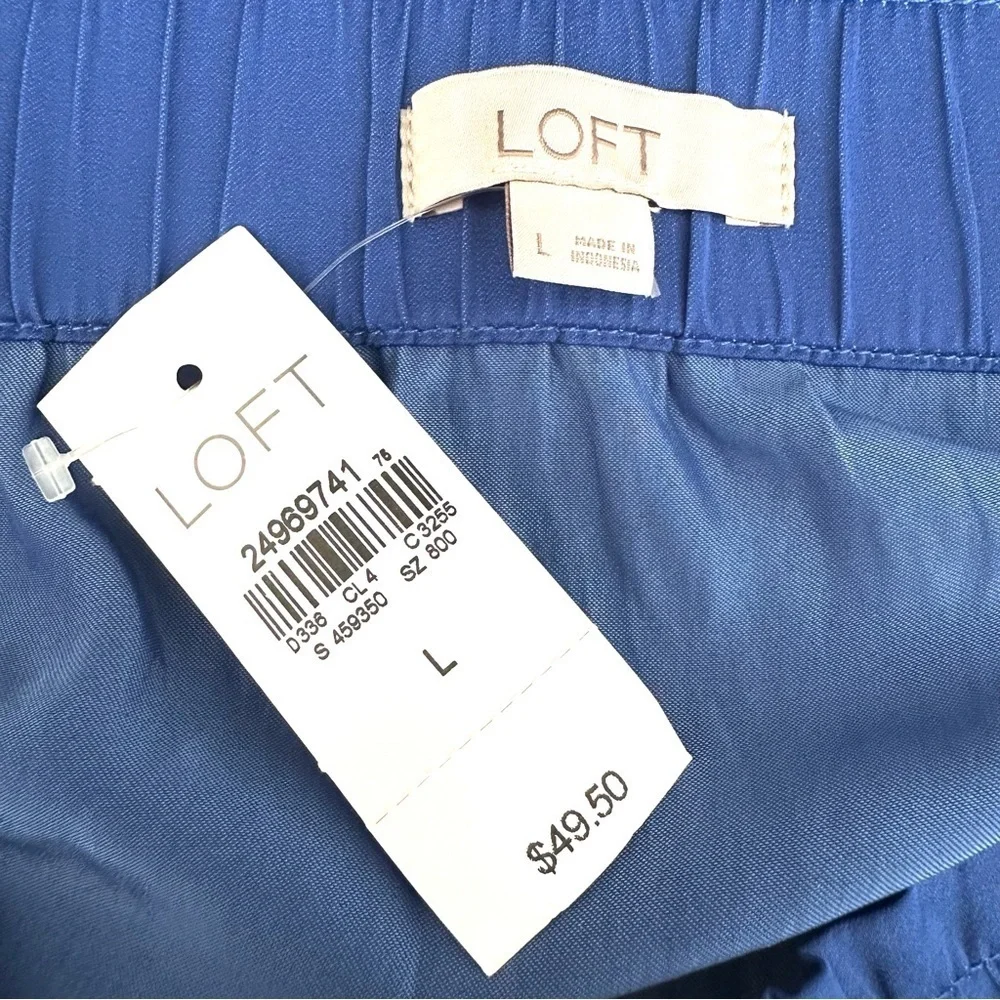 LOFT
L
MADE IN
INDONESIA
LOFT
24969741 76
D336 CL 4 C 3255
S 459350 SZ 800
L
$49.50